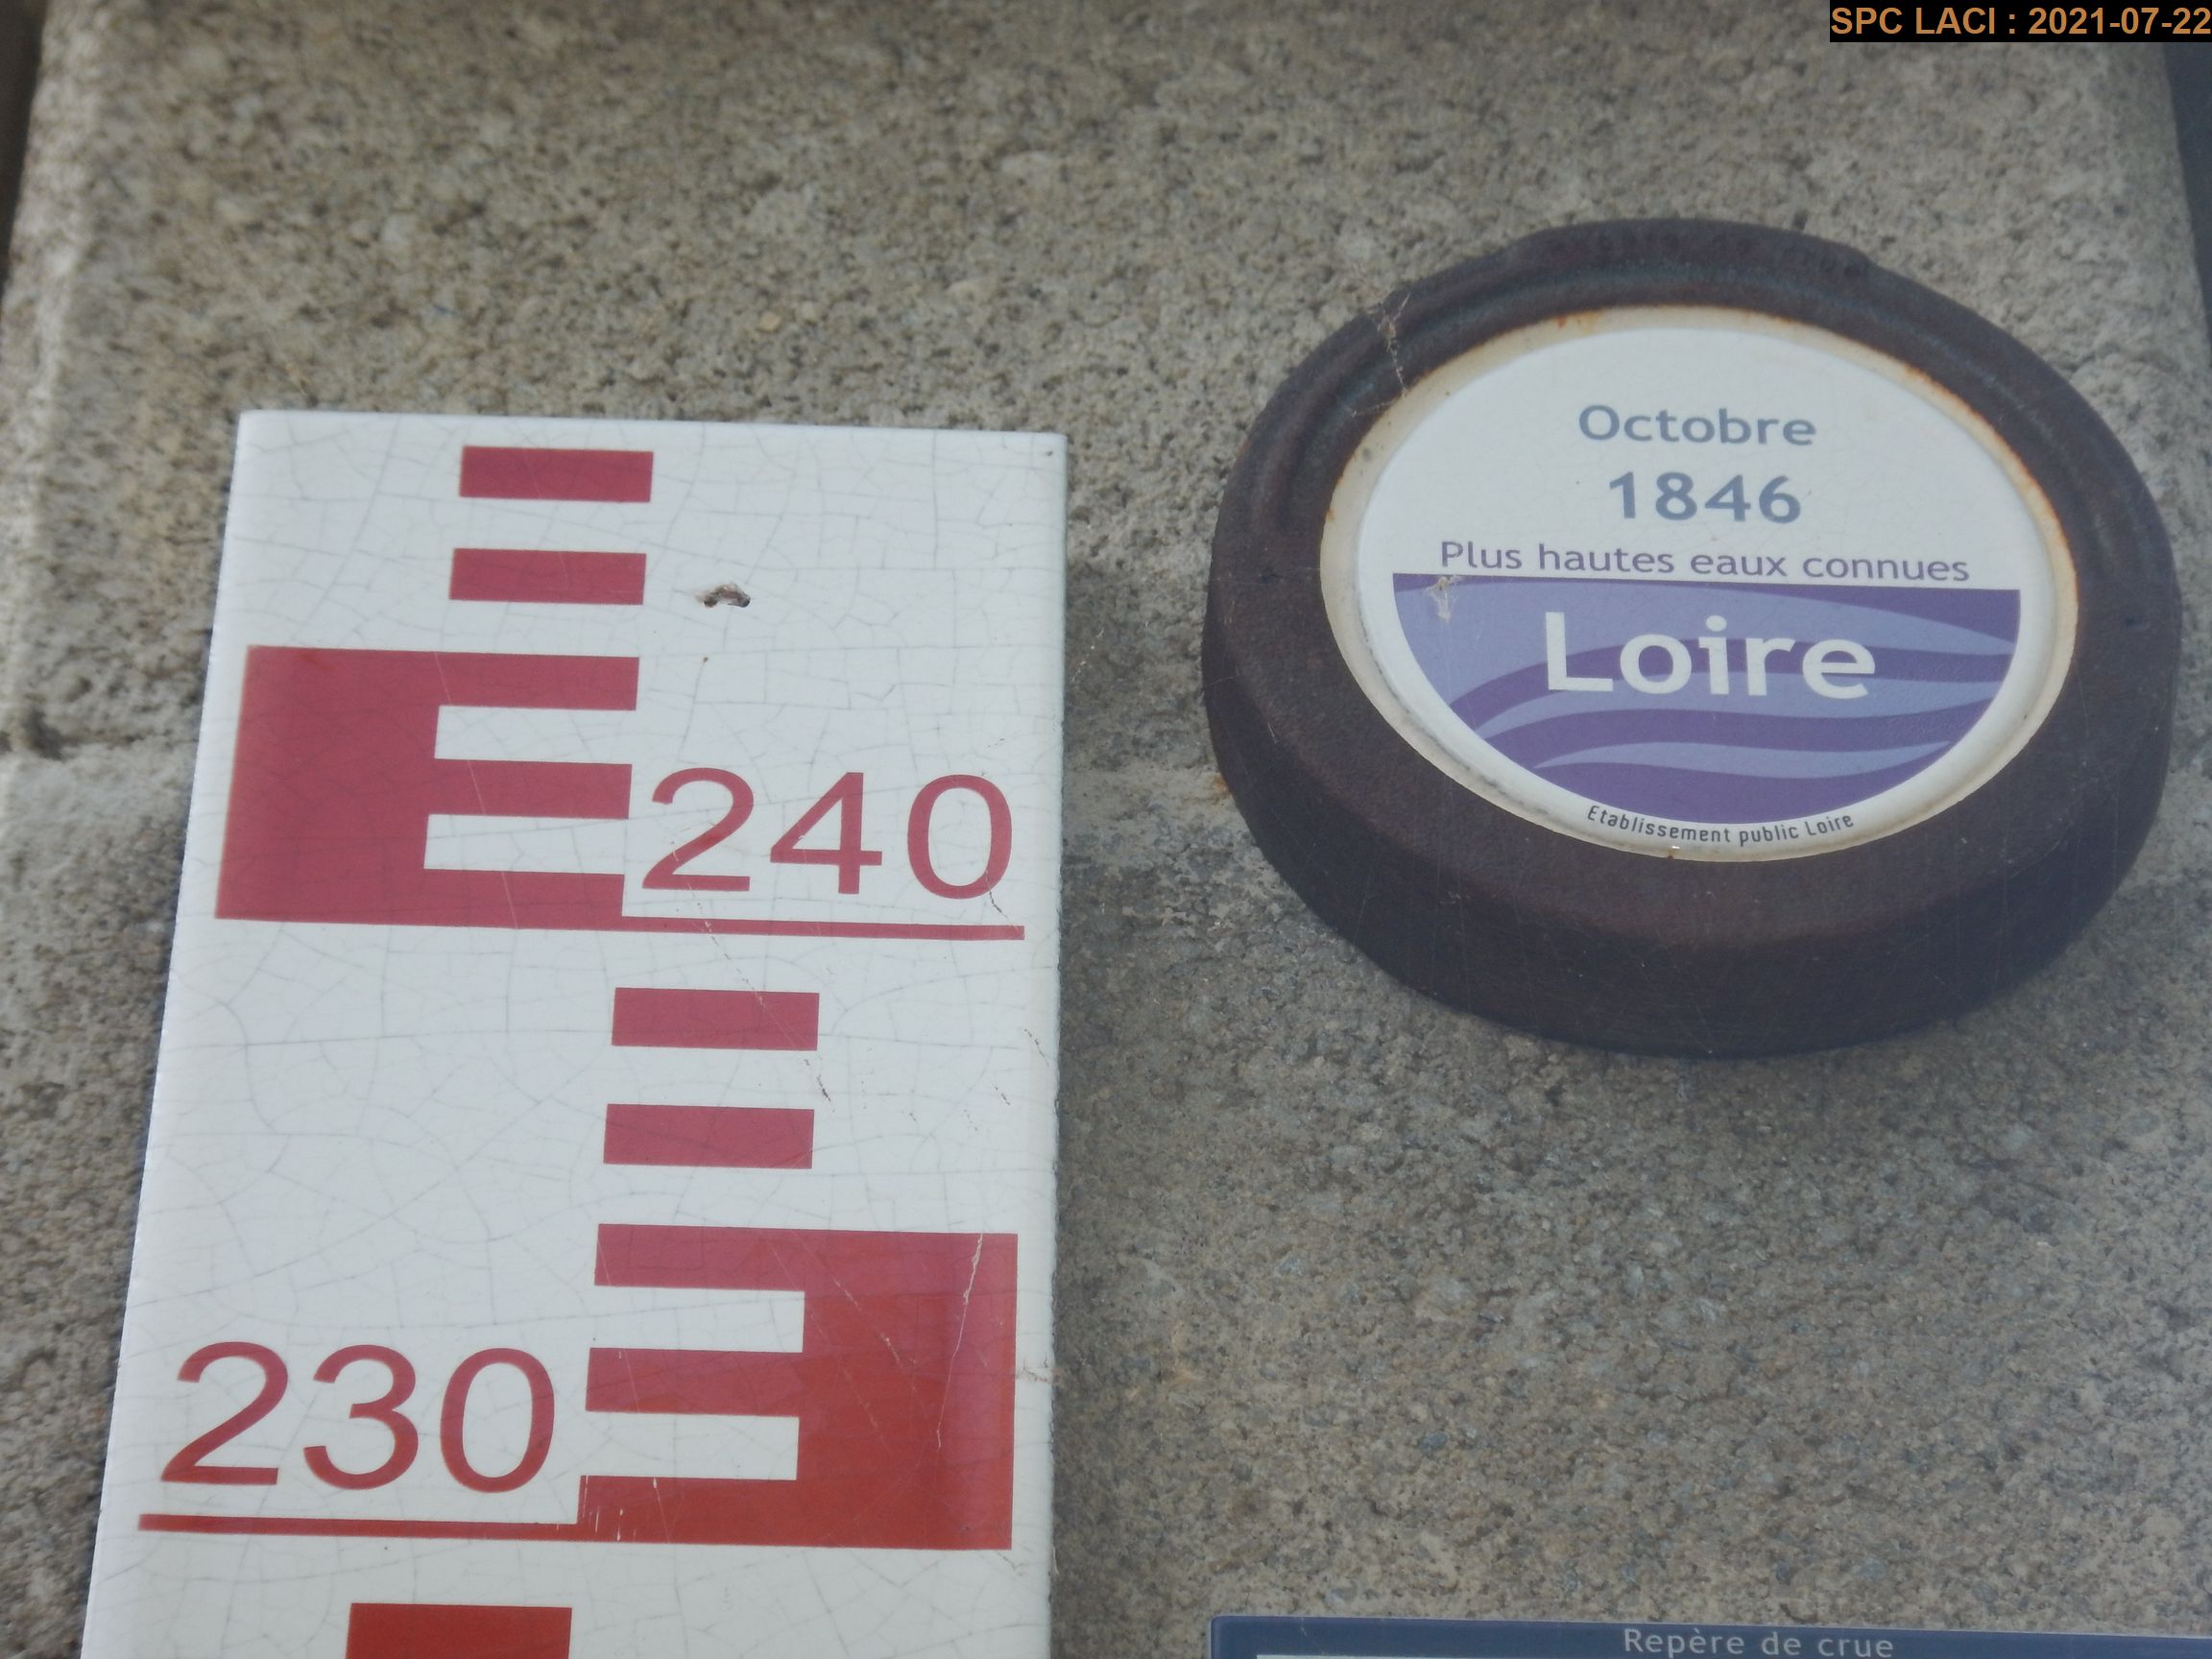 SPC LACI : 2021-07-22
Octobre
1846
Plus hautes eaux connues
Loire
Etablissement public Loire
240
230
Repère de crue